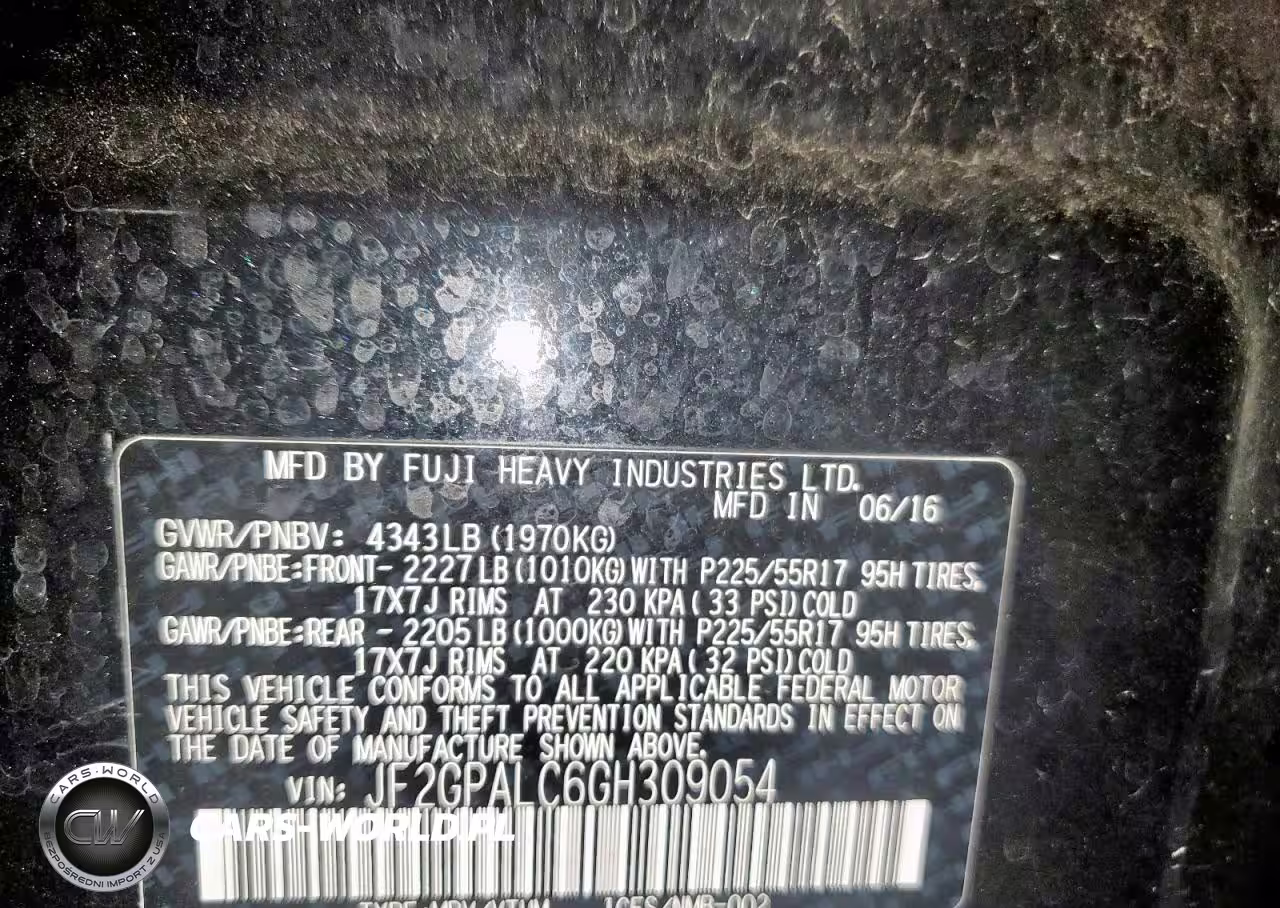 MFD BY FUJI HEAVY INDUSTRIES LTD.
MFD IN 06/16
GVWR/PNBV: 4343LB (1970KG)
GAWR/PNBE:FRONT- 2227LB (1010KG) WITH P225/55R17 95H TIRES,
17X7J RIMS AT 230 KPA ( 33 PSI) COLD
GAWR/PNBE:REAR - 2205LB (1000KG) WITH P225/55R17 95H TIRES,
17X7J RIMS AT 220 KPA ( 32 PSI) COLD
THIS VEHICLE CONFORMS TO ALL APPLICABLE FEDERAL MOTOR
VEHICLE SAFETY AND THEFT PREVENTION STANDARDS IN EFFECT ON
THE DATE OF MANUFACTURE SHOWN ABOVE.
VIN: JF2GPALC6GH309054
CARS-WORLD.PL
CARS-WORLD
CW
BEZPOŚREDNI IMPORT Z USA